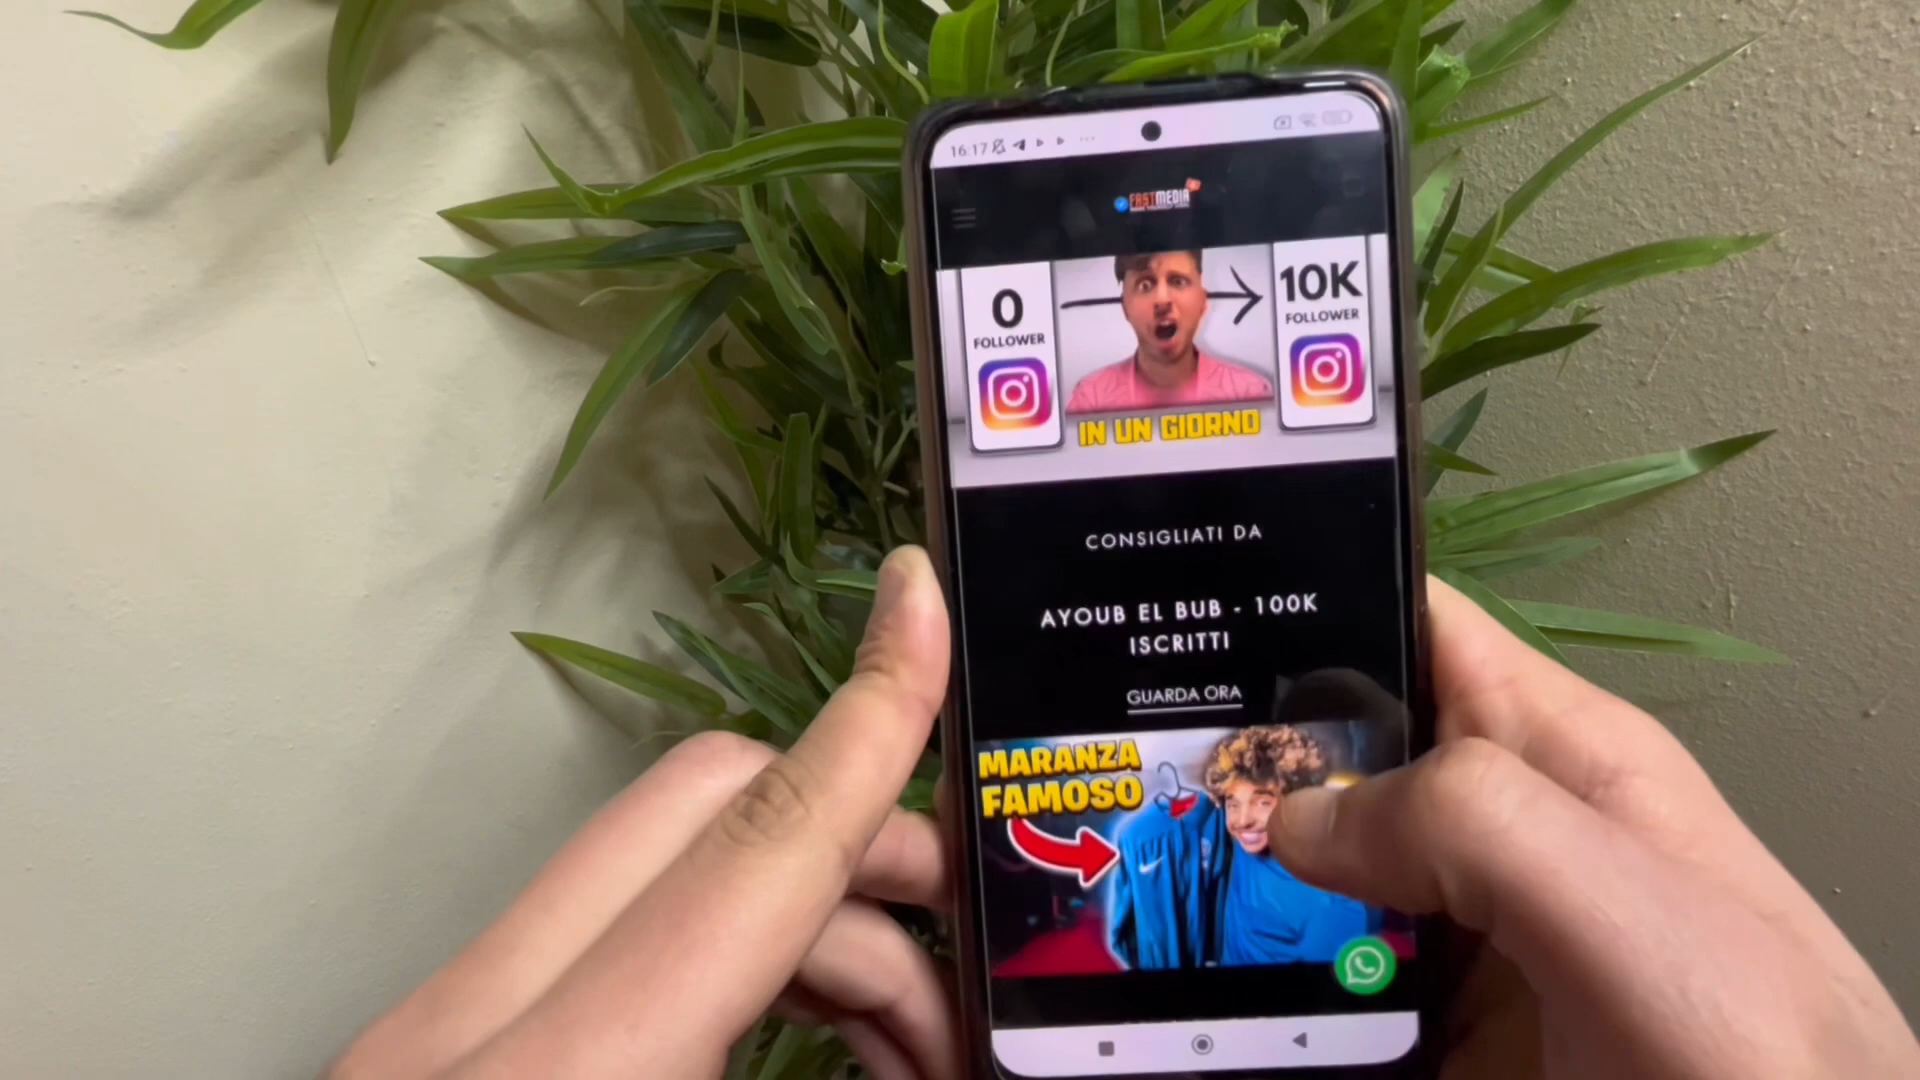 16:17
FASTMEDIA
0
FOLLOWER
10K
FOLLOWER
IN UN GIORNO
CONSIGLIATI DA
AYOUB EL BUB - 100K
ISCRITTI
GUARDA ORA
MARANZA
FAMOSO